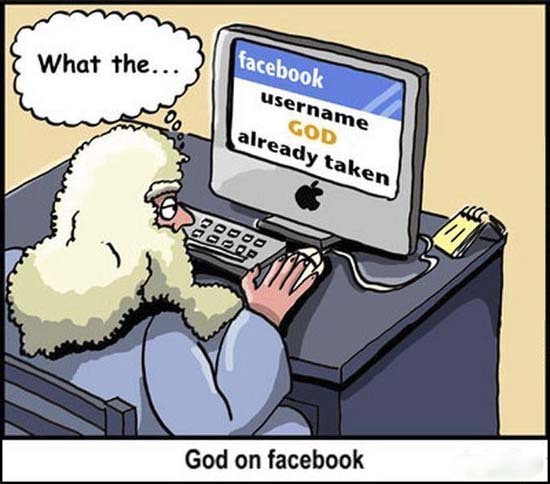 What the...
facebook
username
GOD
already taken
God on facebook